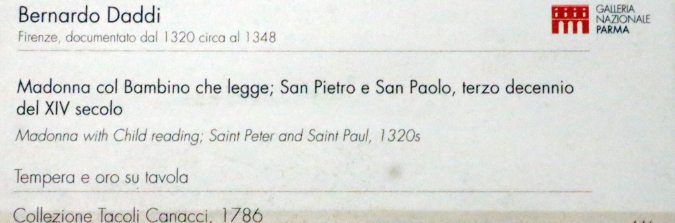 Bernardo Daddi
Firenze, documentato dal 1320 circa al 1348
GALLERIA
NAZIONALE
PARMA
Madonna col Bambino che legge; San Pietro e San Paolo, terzo decennio
del XIV secolo
Madonna with Child reading; Saint Peter and Saint Paul, 1320s
Tempera e oro su tavola
Collezione Tacoli Canacci, 1786